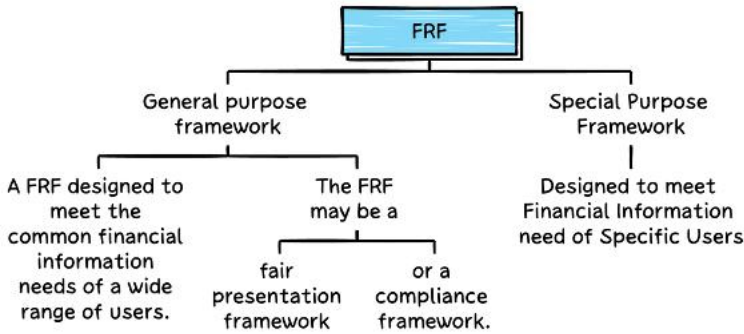 FRF
General purpose
framework
Special Purpose
Framework
A FRF designed to
meet the
common financial
information
needs of a wide
range of users.
The FRF
may be a
fair
presentation
framework
or a
compliance
framework.
Designed to meet
Financial Information
need of Specific Users